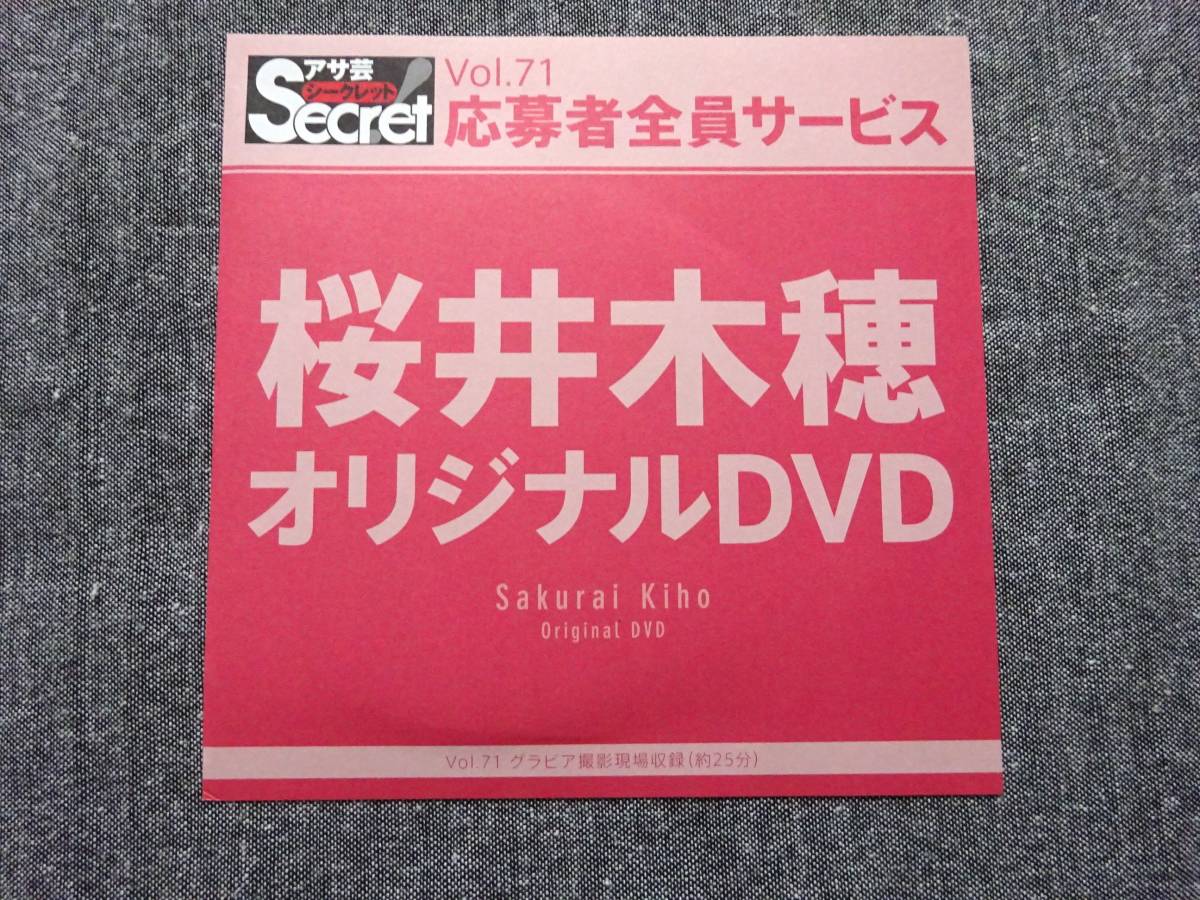 アサ芸
シークレット
Secret!
Vol.71
応募者全員サービス
桜井木穂
オリジナルDVD
Sakurai Kiho
Original DVD
Vol.71 グラビア撮影現場収録(約25分)